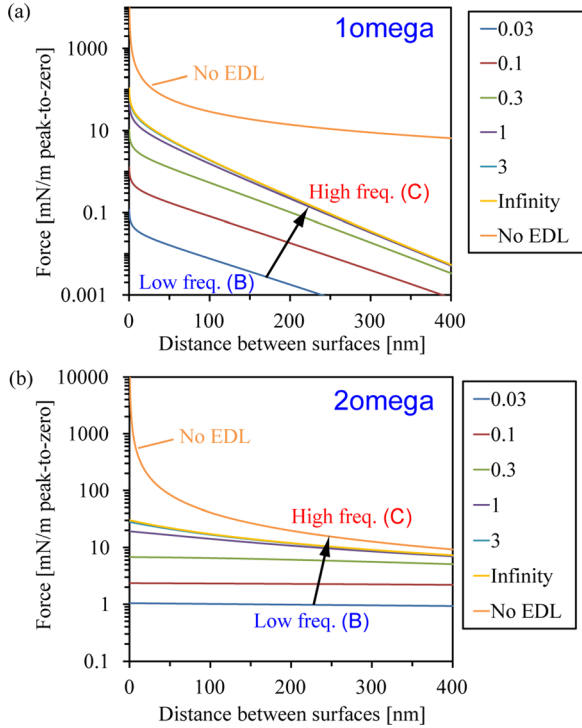 (a)
1omega
10000
1000
10
0.1
0.001
Force [mN/m peak-to-zero]
No EDL
High freq. (C)
Low freq. (B)
0
100
200
300
400
Distance between surfaces [nm]
0.03
0.1
0.3
1
3
Infinity
No EDL
(b)
2omega
10000
1000
100
10
1
0.1
Force [mN/m peak-to-zero]
No EDL
High freq. (C)
Low freq. (B)
0
100
200
300
400
Distance between surfaces [nm]
0.03
0.1
0.3
1
3
Infinity
No EDL